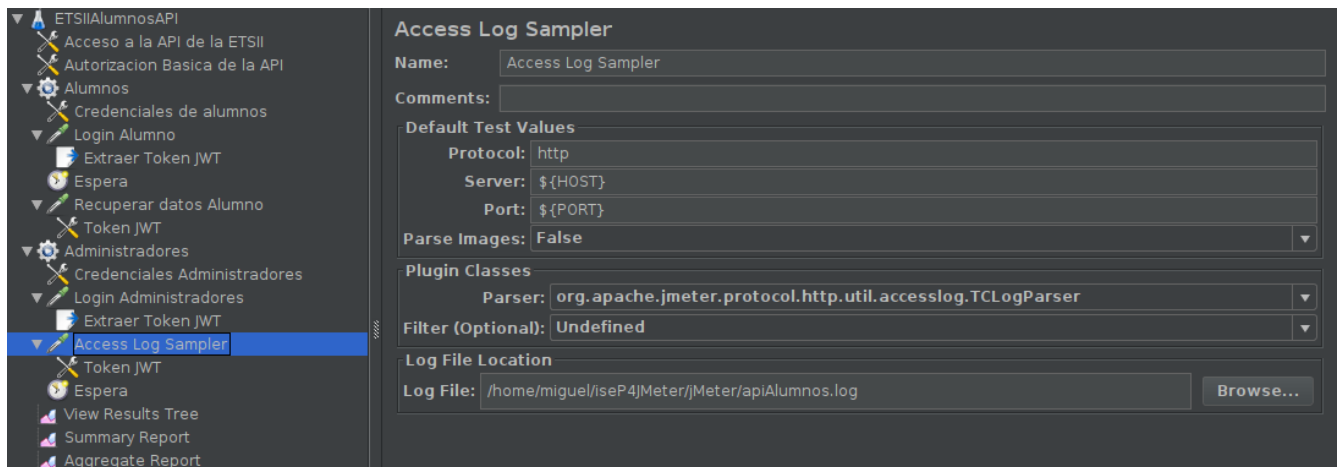 ETSIIAlumnosAPI
Acceso a la API de la ETSII
Autorizacion Basica de la API
Alumnos
Credenciales de alumnos
Login Alumno
Extraer Token JWT
Espera
Recuperar datos Alumno
Token JWT
Administradores
Credenciales Administradores
Login Administradores
Extraer Token JWT
Access Log Sampler
Token JWT
Espera
View Results Tree
Summary Report
Aggregate Report
Access Log Sampler
Name: Access Log Sampler
Comments:
Default Test Values
Protocol: http
Server: ${HOST}
Port: ${PORT}
Parse Images: False
Plugin Classes
Parser: org.apache.jmeter.protocol.http.util.accesslog.TCLogParser
Filter (Optional): Undefined
Log File Location
Log File: /home/miguel/iseP4JMeter/jMeter/apiAlumnos.log Browse...